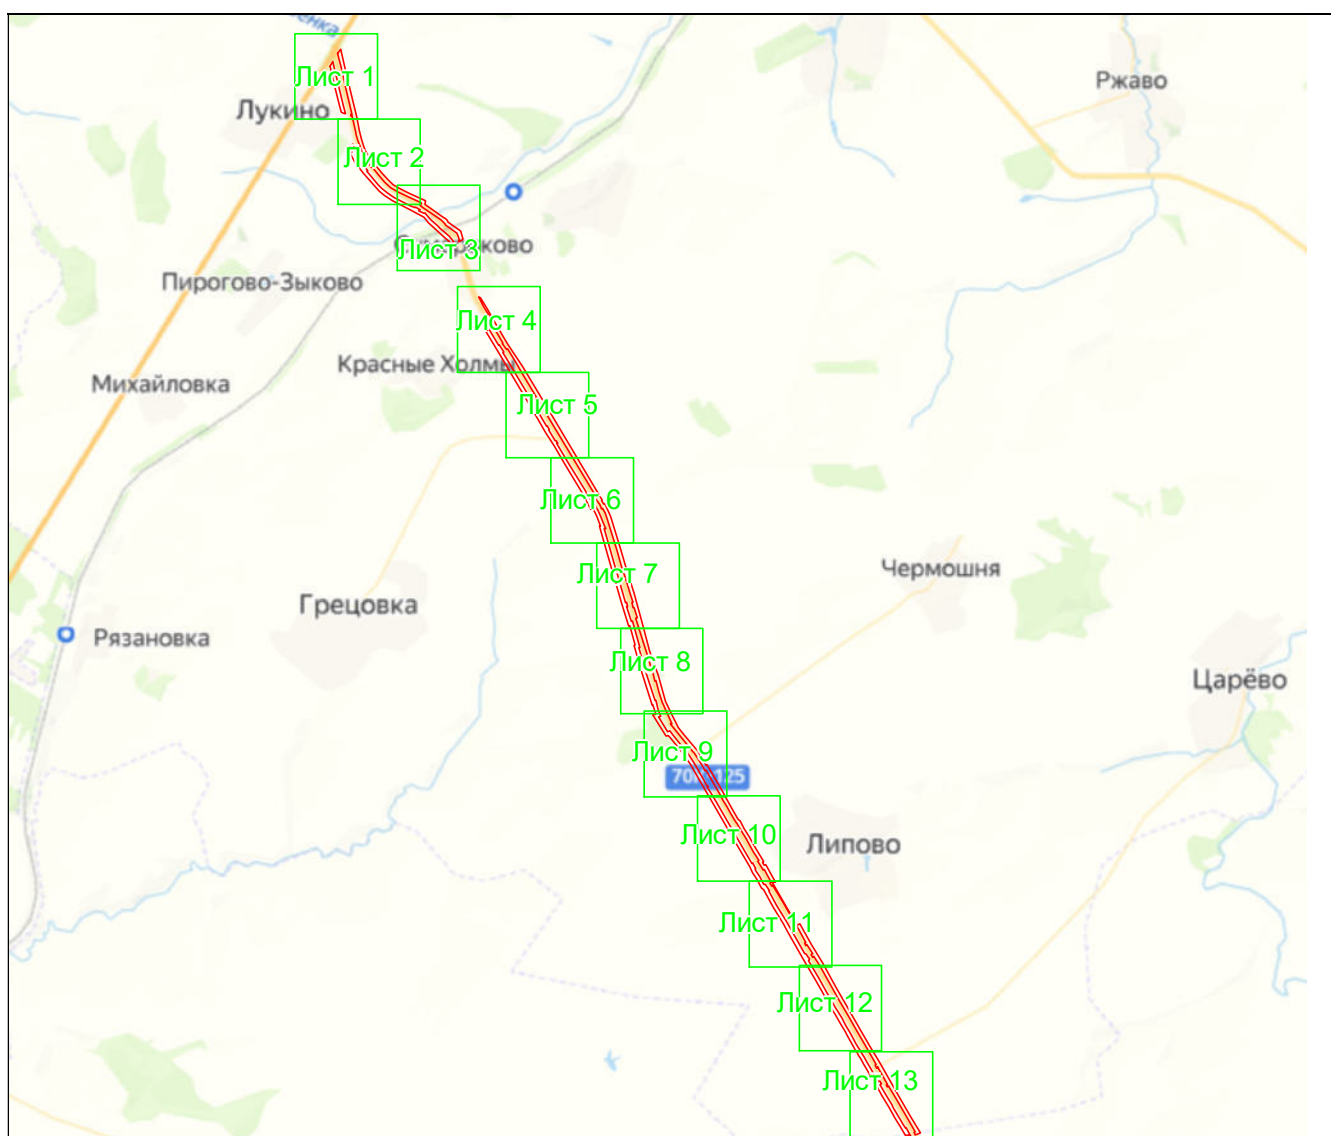 Лист 1
Ржаво
Лукино
Лист 2
Лист 3
Пирогово-Зыково
Лист 4
Красные Холмы
Михайловка
Лист 5
Лист 6
Чермошня
Лист 7
Грецовка
Рязановка
Лист 8
Царёво
Лист 9
Лист 10
Липово
Лист 11
Лист 12
Лист 13